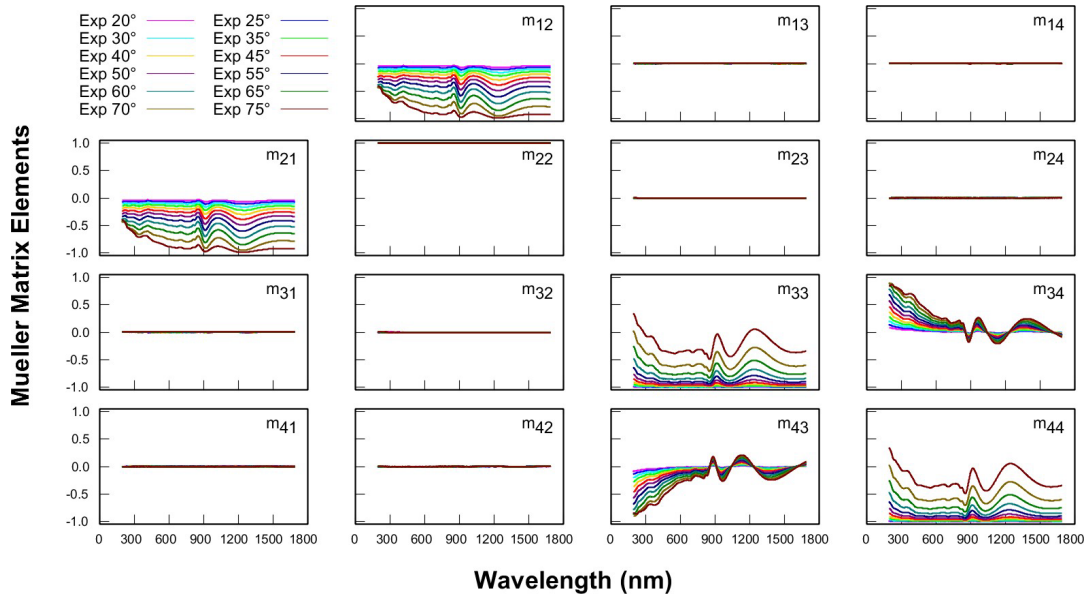 Exp 20° Exp 25°
Exp 30° Exp 35°
Exp 40° Exp 45°
Exp 50° Exp 55°
Exp 60° Exp 65°
Exp 70° Exp 75°
m12 m13 m14
Mueller Matrix Elements
1.0 m21 m22 m23 m24
0.5
0.0
-0.5
-1.0
1.0 m31 m32 m33 m34
0.5
0.0
-0.5
-1.0
1.0 m41 m42 m43 m44
0.5
0.0
-0.5
-1.0
0 300 600 900 1200 1500 1800 0 300 600 900 1200 1500 1800 0 300 600 900 1200 1500 1800 0 300 600 900 1200 1500 1800
Wavelength (nm)